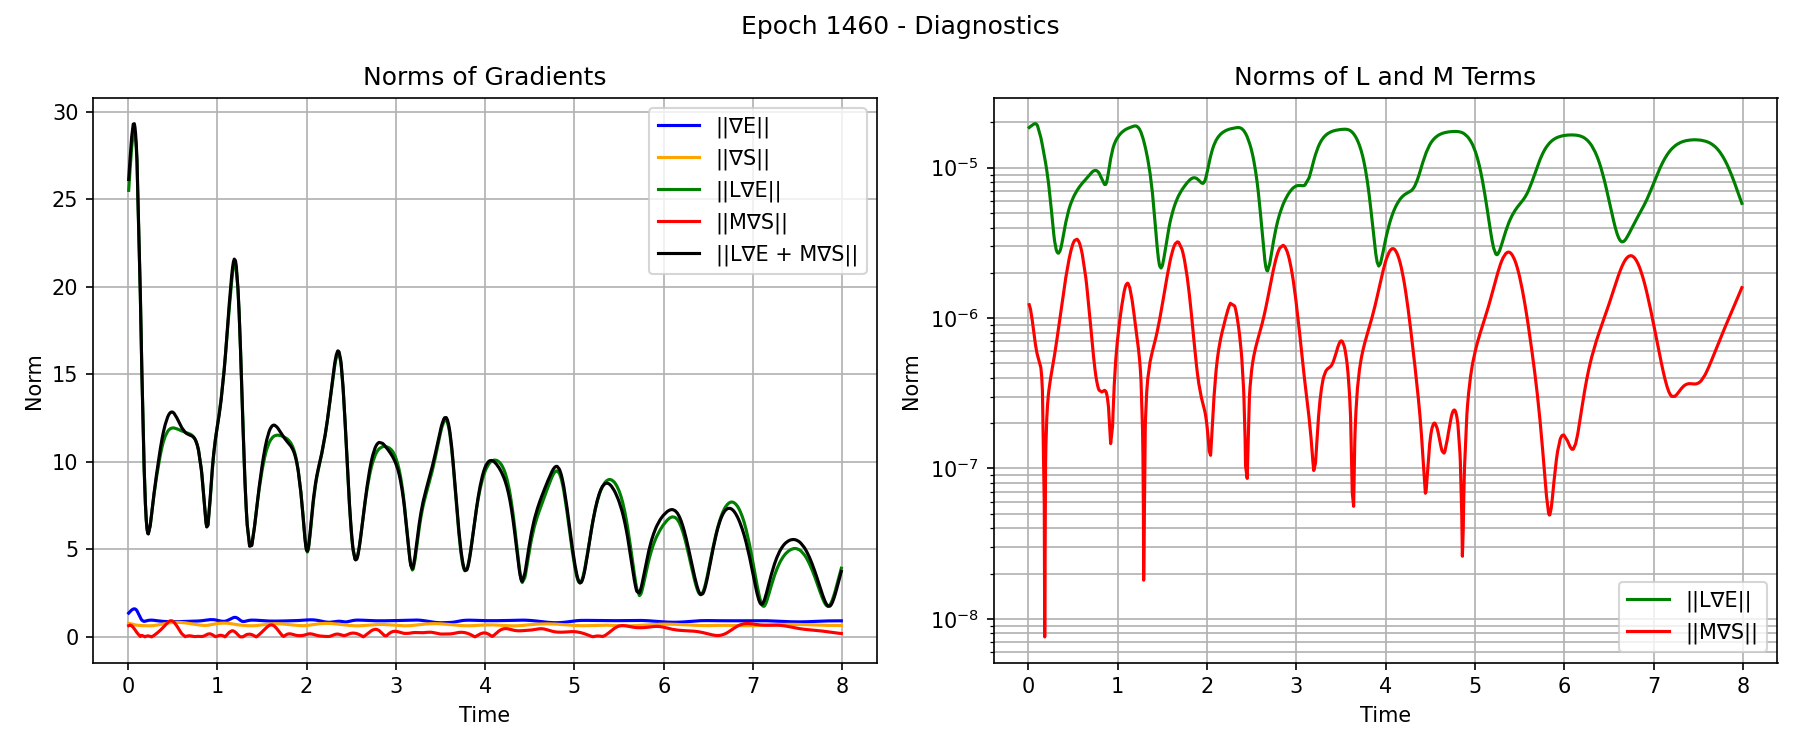 Epoch 1460 - Diagnostics
Norms of Gradients
30
25
20
15
10
5
0
Norm
0 1 2 3 4 5 6 7 8
Time
||∇E||
||∇S||
||L∇E||
||M∇S||
||L∇E + M∇S||
Norms of L and M Terms
10⁻⁵
10⁻⁶
10⁻⁷
10⁻⁸
Norm
0 1 2 3 4 5 6 7 8
Time
||L∇E||
||M∇S||